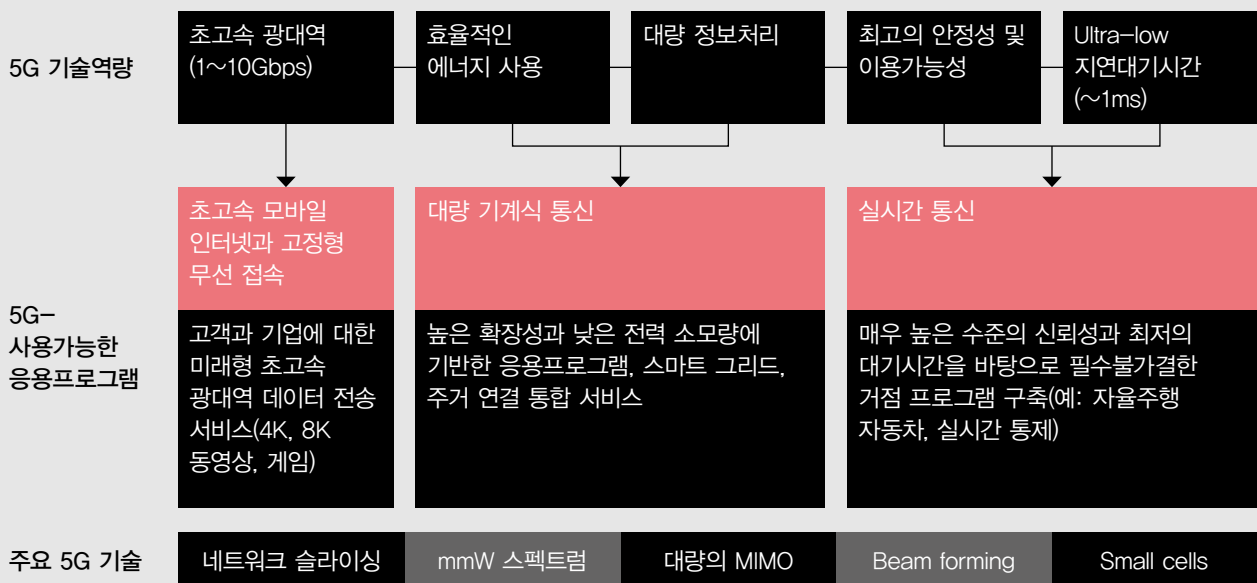 5G 기술역량
초고속 광대역
(1~10Gbps)
효율적인
에너지 사용
대량 정보처리
최고의 안정성 및
이용가능성
Ultra-low
지연대기시간
(~1ms)
5G-
사용가능한
응용프로그램
초고속 모바일
인터넷과 고정형
무선 접속
고객과 기업에 대한
미래형 초고속
광대역 데이터 전송
서비스(4K, 8K
동영상, 게임)
대량 기계식 통신
높은 확장성과 낮은 전력 소모량에
기반한 응용프로그램, 스마트 그리드,
주거 연결 통합 서비스
실시간 통신
매우 높은 수준의 신뢰성과 최저의
대기시간을 바탕으로 필수불가결한
거점 프로그램 구축(예: 자율주행
자동차, 실시간 통제)
주요 5G 기술
네트워크 슬라이싱
mmW 스펙트럼
대량의 MIMO
Beam forming
Small cells